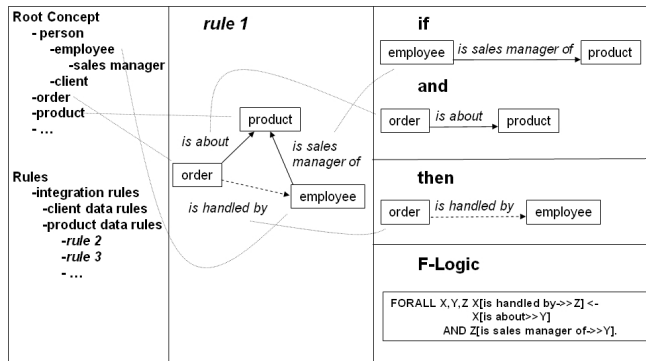 Root Concept
- person
-employee
-sales manager
-client
-order
-product
- ...
Rules
-integration rules
-client data rules
-product data rules
-rule 2
-rule 3
- ...
rule 1
product
is about
is sales
manager of
order
employee
is handled by
if
employee
is sales manager of
product
and
order
is about
product
then
order
is handled by
employee
F-Logic
FORALL X,Y,Z X[is handled by->>Z] <-
X[is about>>Y]
AND Z[is sales manager of->>Y].